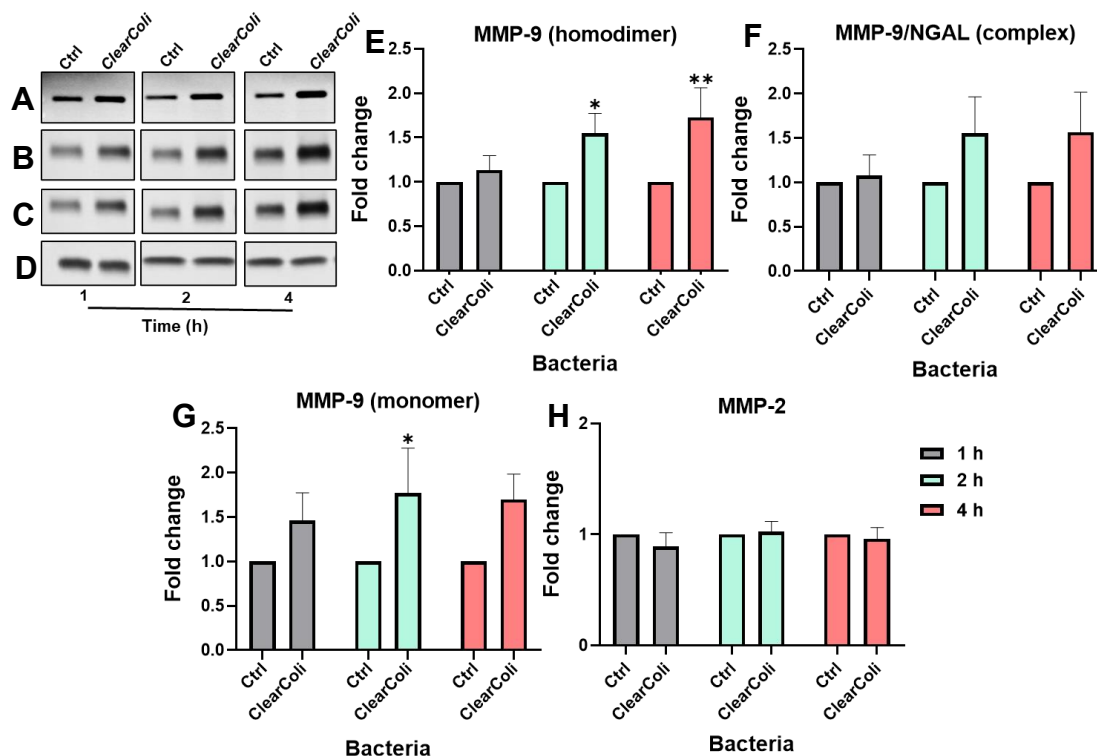 Ctrl ClearColi Ctrl ClearColi Ctrl ClearColi
A
B
C
D
1 2 4
Time (h)
E
MMP-9 (homodimer)
Fold change
2.5
2.0
1.5
1.0
0.5
0.0
* **
Ctrl ClearColi Ctrl ClearColi Ctrl ClearColi
Bacteria
F
MMP-9/NGAL (complex)
Fold change
2.5
2.0
1.5
1.0
0.5
0.0
Ctrl ClearColi Ctrl ClearColi Ctrl ClearColi
Bacteria
G
MMP-9 (monomer)
Fold change
2.5
2.0
1.5
1.0
0.5
0.0
*
Ctrl ClearColi Ctrl ClearColi Ctrl ClearColi
Bacteria
H
MMP-2
Fold change
2
1
0
Ctrl ClearColi Ctrl ClearColi Ctrl ClearColi
Bacteria
1 h
2 h
4 h